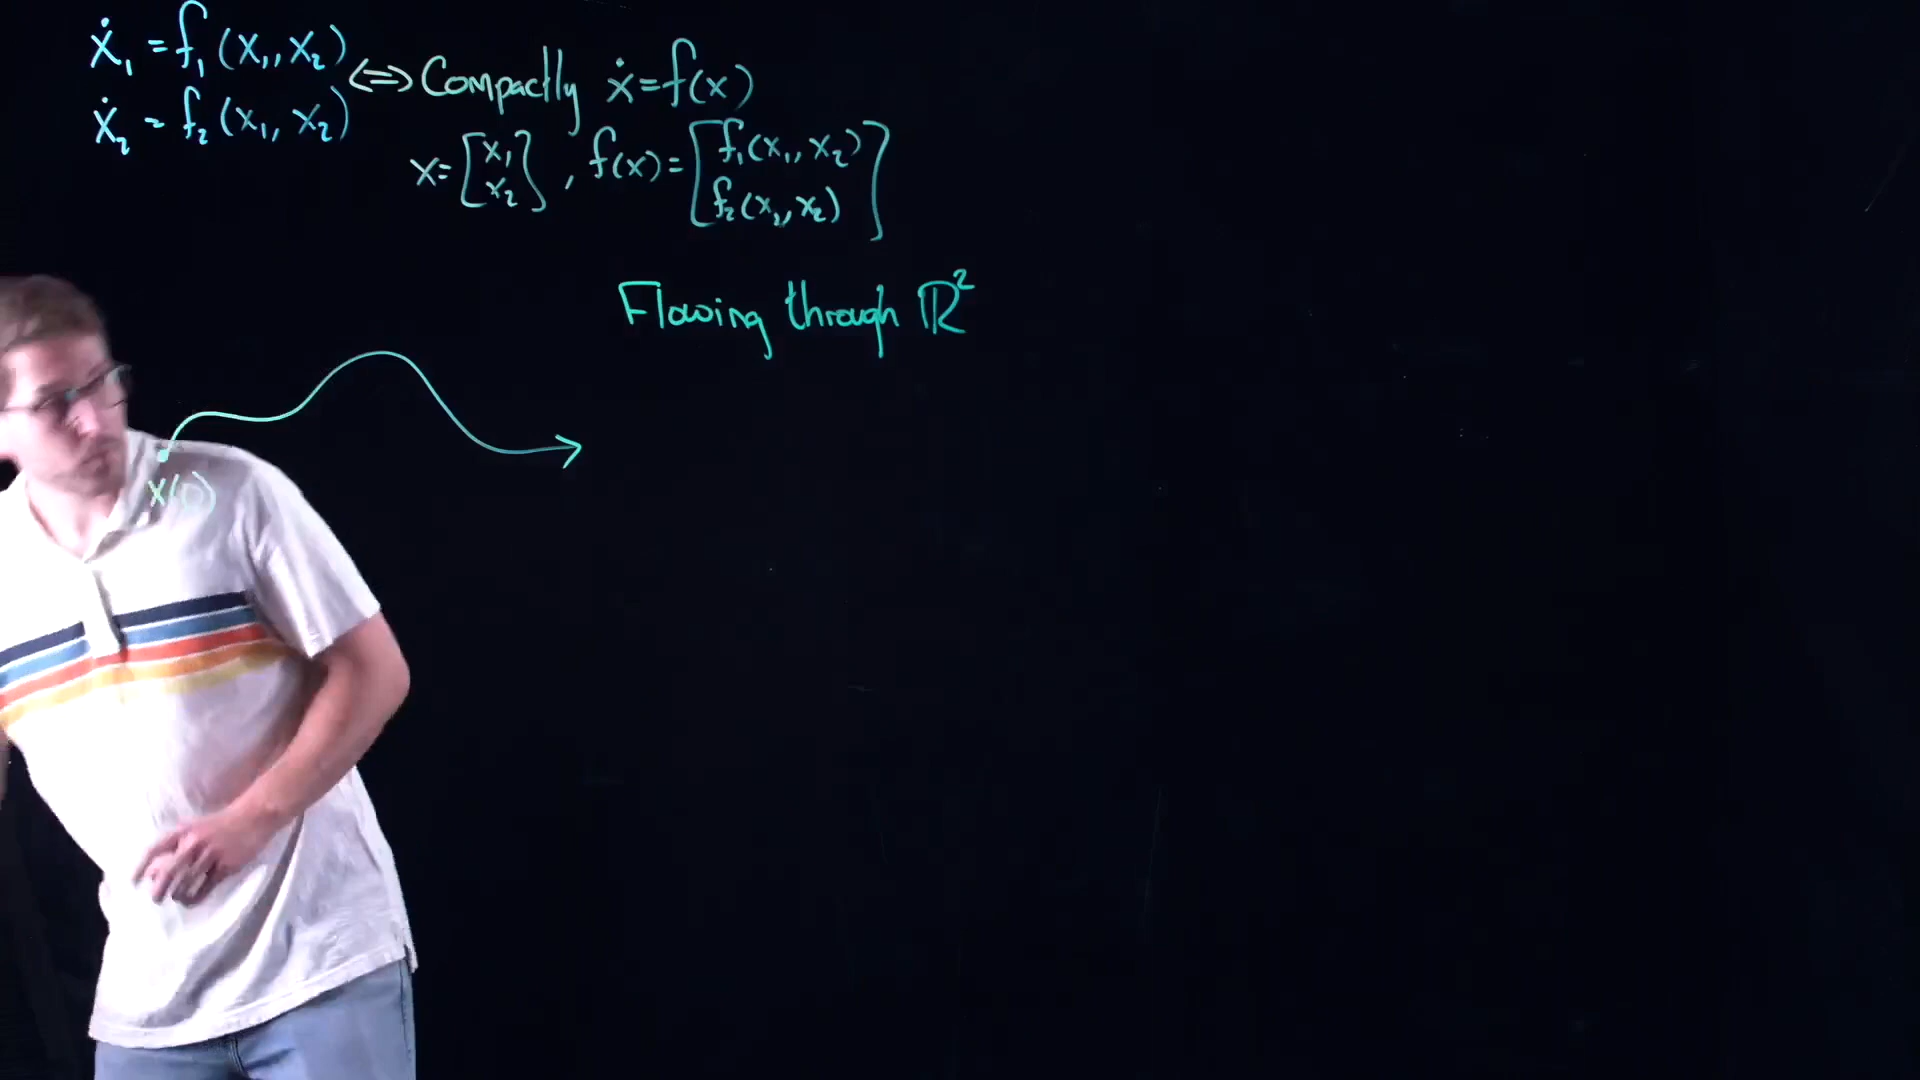 ẋ₁ = f₁(x₁, x₂)
ẋ₂ = f₂(x₁, x₂)
⇔ Compactly ẋ = f(x)
x = [x₁ x₂], f(x) = [f₁(x₁, x₂) f₂(x₁, x₂)]
Flowing through ℝ²
x(0)